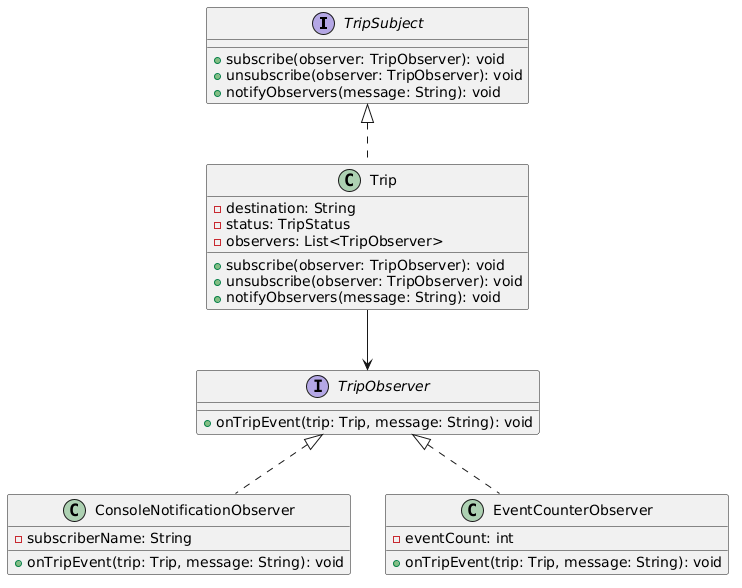 I TripSubject
subscribe(observer: TripObserver): void
unsubscribe(observer: TripObserver): void
notifyObservers(message: String): void
C Trip
destination: String
status: TripStatus
observers: List<TripObserver>
subscribe(observer: TripObserver): void
unsubscribe(observer: TripObserver): void
notifyObservers(message: String): void
I TripObserver
onTripEvent(trip: Trip, message: String): void
C ConsoleNotificationObserver
subscriberName: String
onTripEvent(trip: Trip, message: String): void
C EventCounterObserver
eventCount: int
onTripEvent(trip: Trip, message: String): void